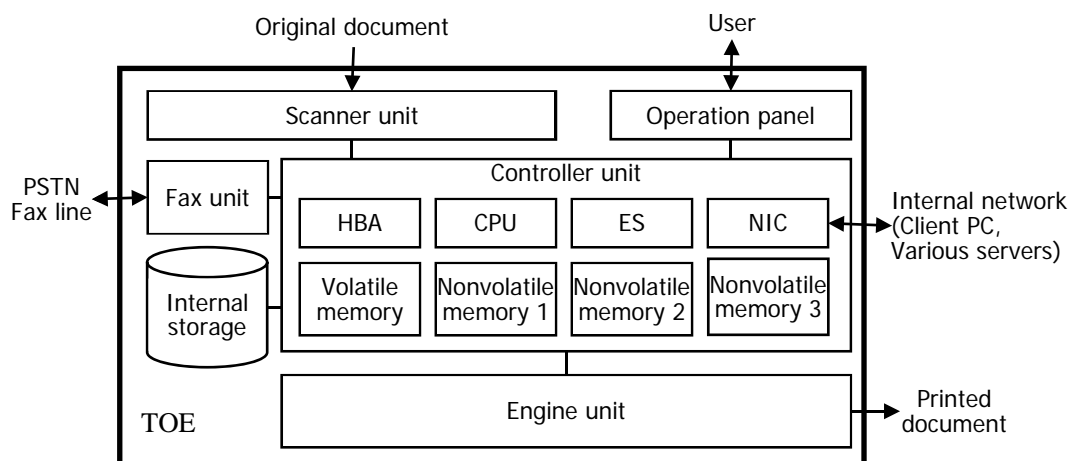 Original document
User
Scanner unit
Operation panel
PSTN
Fax line
Fax unit
Controller unit
HBA
CPU
ES
NIC
Internal network
(Client PC,
Various servers)
Internal
storage
Volatile
memory
Nonvolatile
memory 1
Nonvolatile
memory 2
Nonvolatile
memory 3
TOE
Engine unit
Printed
document